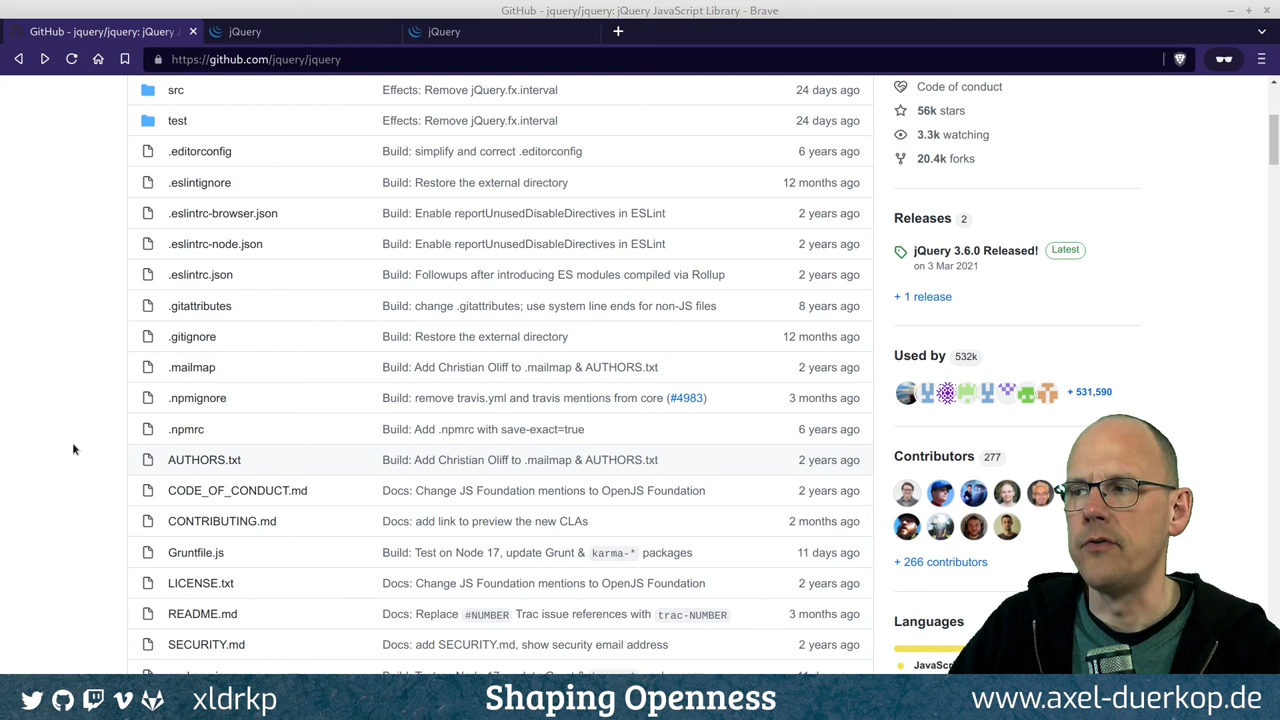 GitHub - jquery/jquery: jQuery JavaScript Library - Brave
GitHub - jquery/jquery: jQuery J
jQuery
jQuery
https://github.com/jquery/jquery
src Effects: Remove jQuery.fx.interval 24 days ago
test Effects: Remove jQuery.fx.interval 24 days ago
.editorconfig Build: simplify and correct .editorconfig 6 years ago
.eslintignore Build: Restore the external directory 12 months ago
.eslintrc-browser.json Build: Enable reportUnusedDisableDirectives in ESLint 2 years ago
.eslintrc-node.json Build: Enable reportUnusedDisableDirectives in ESLint 2 years ago
.eslintrc.json Build: Followups after introducing ES modules compiled via Rollup 2 years ago
.gitattributes Build: change .gitattributes; use system line ends for non-JS files 8 years ago
.gitignore Build: Restore the external directory 12 months ago
.mailmap Build: Add Christian Oliff to .mailmap & AUTHORS.txt 2 years ago
.npmignore Build: remove travis.yml and travis mentions from core (#4983) 3 months ago
.npmrc Build: Add .npmrc with save-exact=true 6 years ago
AUTHORS.txt Build: Add Christian Oliff to .mailmap & AUTHORS.txt 2 years ago
CODE_OF_CONDUCT.md Docs: Change JS Foundation mentions to OpenJS Foundation 2 years ago
CONTRIBUTING.md Docs: add link to preview the new CLAs 2 months ago
Gruntfile.js Build: Test on Node 17, update Grunt & karma-* packages 11 days ago
LICENSE.txt Docs: Change JS Foundation mentions to OpenJS Foundation 2 years ago
README.md Docs: Replace #NUMBER Trac issue references with trac-NUMBER 3 months ago
SECURITY.md Docs: add SECURITY.md, show security email address 2 years ago
Code of conduct
56k stars
3.3k watching
20.4k forks
Releases 2
jQuery 3.6.0 Released! Latest
on 3 Mar 2021
+ 1 release
Used by 532k
+ 531,590
Contributors 277
+ 266 contributors
Languages
JavaSc
xldrkp
Shaping Openness
www.axel-duerkop.de